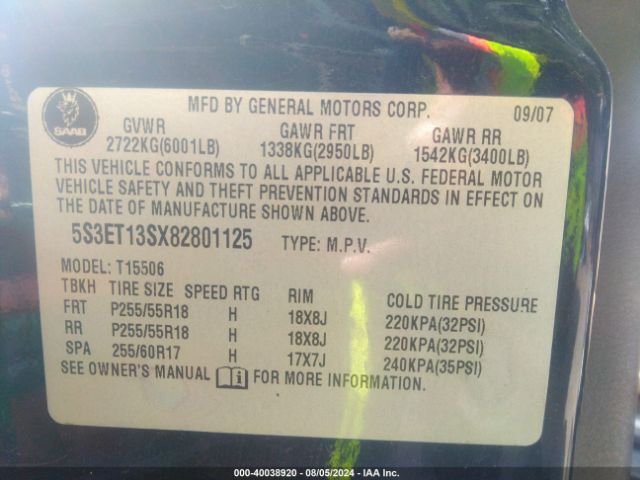 SAAB
MFD BY GENERAL MOTORS CORP. 09/07
GVWR GAWR FRT GAWR RR
2722KG(6001LB) 1338KG(2950LB) 1542KG(3400LB)
THIS VEHICLE CONFORMS TO ALL APPLICABLE U.S. FEDERAL MOTOR
VEHICLE SAFETY AND THEFT PREVENTION STANDARDS IN EFFECT ON
THE DATE OF MANUFACTURE SHOWN ABOVE.
5S3ET13SX82801125 TYPE: M.P.V.
MODEL: T15506
TBKH TIRE SIZE SPEED RTG RIM COLD TIRE PRESSURE
FRT P255/55R18 H 18X8J 220KPA(32PSI)
RR P255/55R18 H 18X8J 220KPA(32PSI)
SPA 255/60R17 H 17X7J 240KPA(35PSI)
SEE OWNER'S MANUAL FOR MORE INFORMATION.
000-40038920 - 08/05/2024 - IAA Inc.